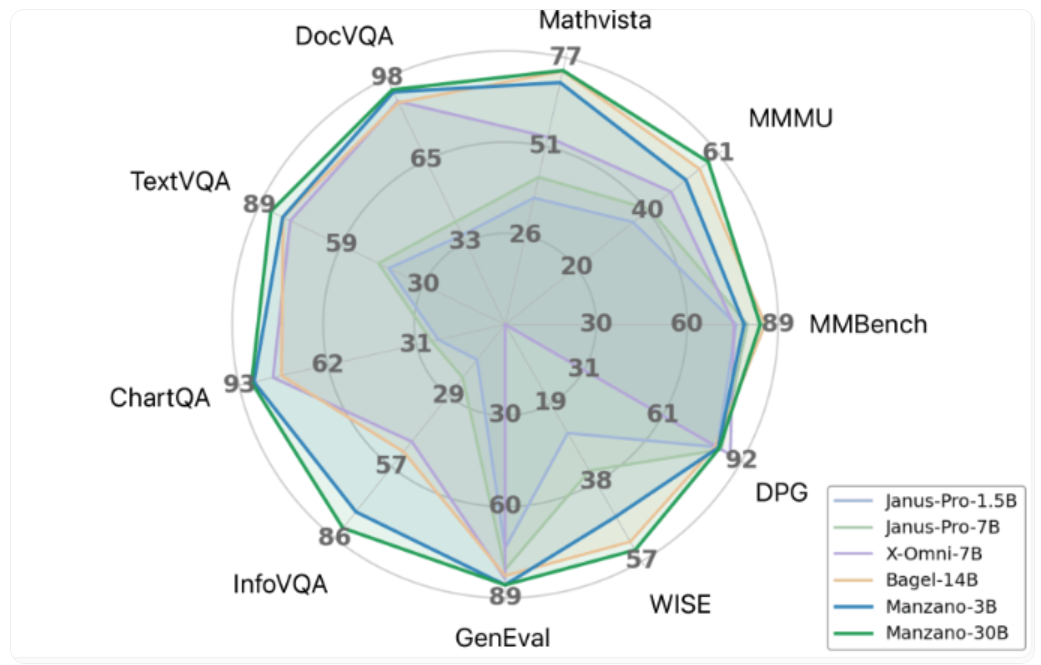 Mathvista
DocVQA
77
98
MMMU
51
61
65
TextVQA
89
40
59
33
26
20
30
30
60
89
MMBench
31
62
31
93
ChartQA
29
30
19
61
57
92
38
DPG
60
86
57
InfoVQA
89
WISE
GenEval
Janus-Pro-1.5B
Janus-Pro-7B
X-Omni-7B
Bagel-14B
Manzano-3B
Manzano-30B